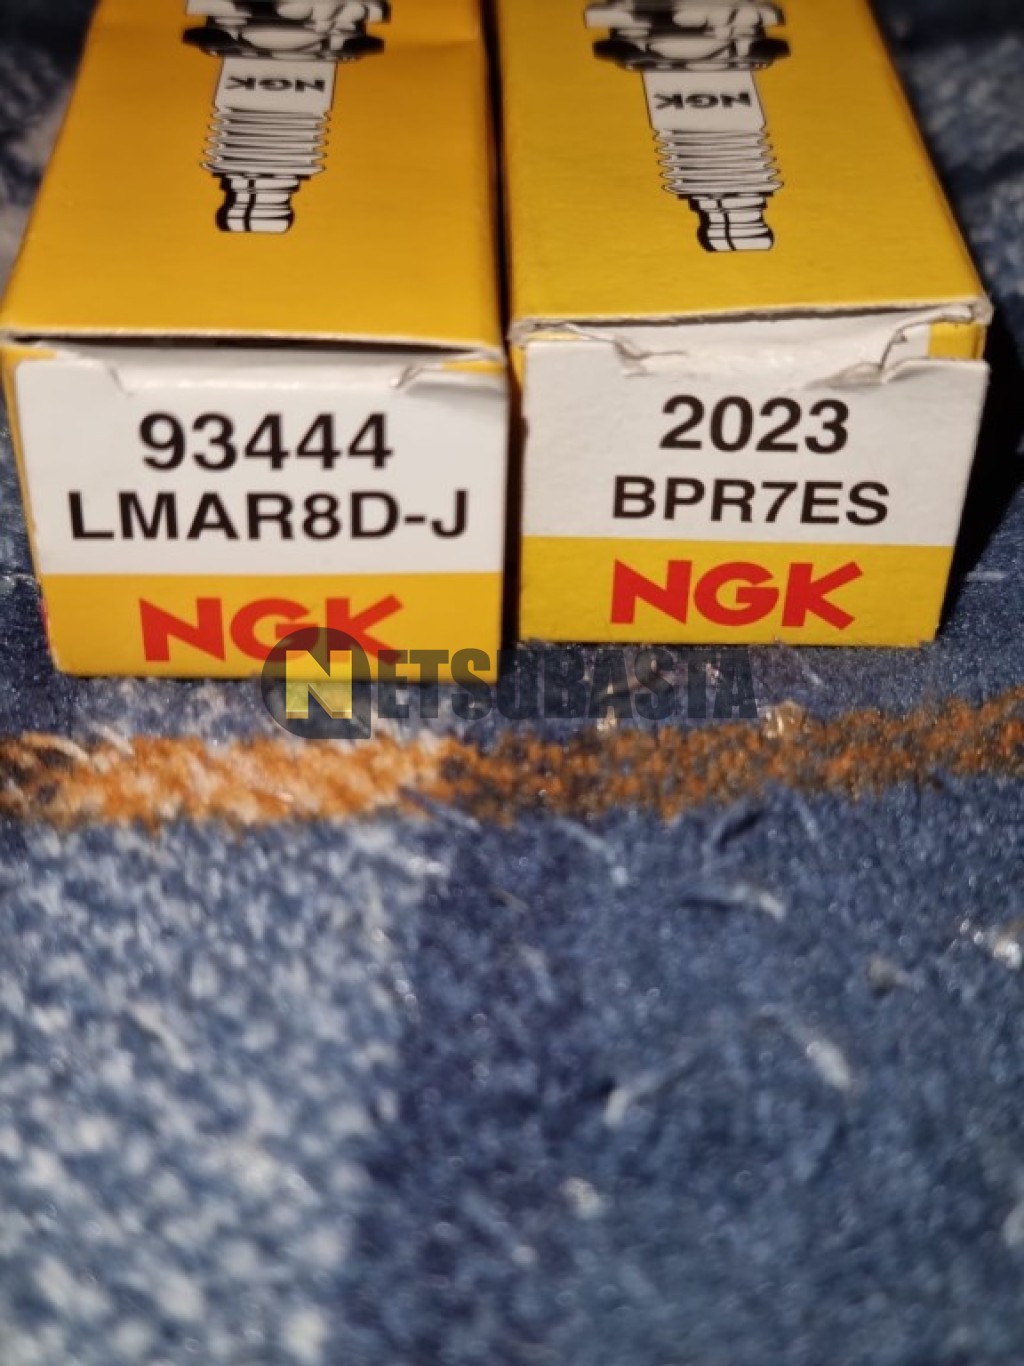 NGK
NGK
93444
LMAR8D-J
NGK
2023
BPR7ES
NGK
NETSUBASTA